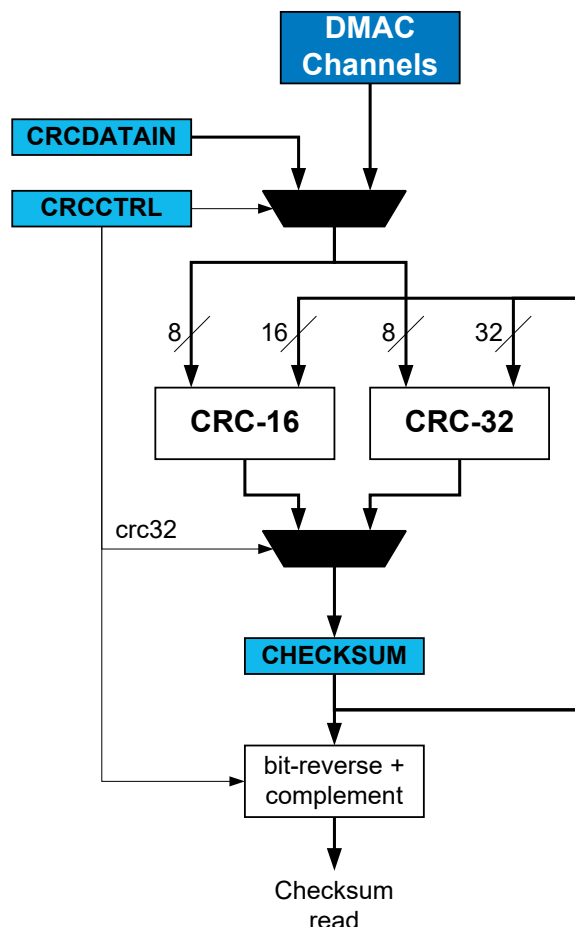 DMAC
Channels
CRCDATAIN
CRCCTRL
8
16
8
32
CRC-16
CRC-32
crc32
CHECKSUM
bit-reverse +
complement
Checksum
read